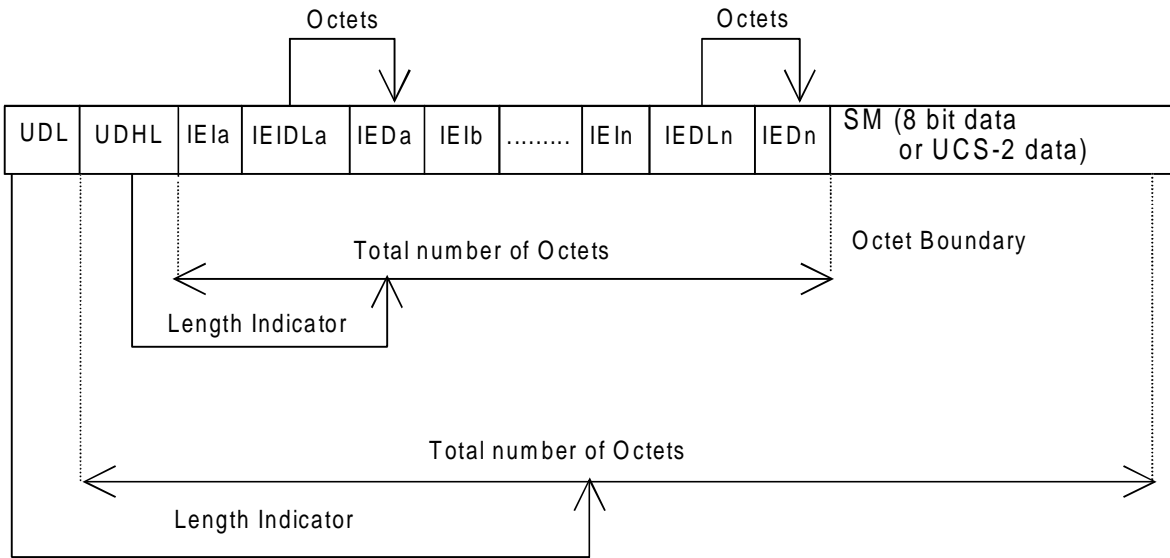 Octets Octets
UDL UDHL IEIa IEIDLa IEDa IEIb ......... IEIn IEDLn IEDn SM (8 bit data
or UCS-2 data)
Total number of Octets Octet Boundary
Length Indicator
Total number of Octets
Length Indicator